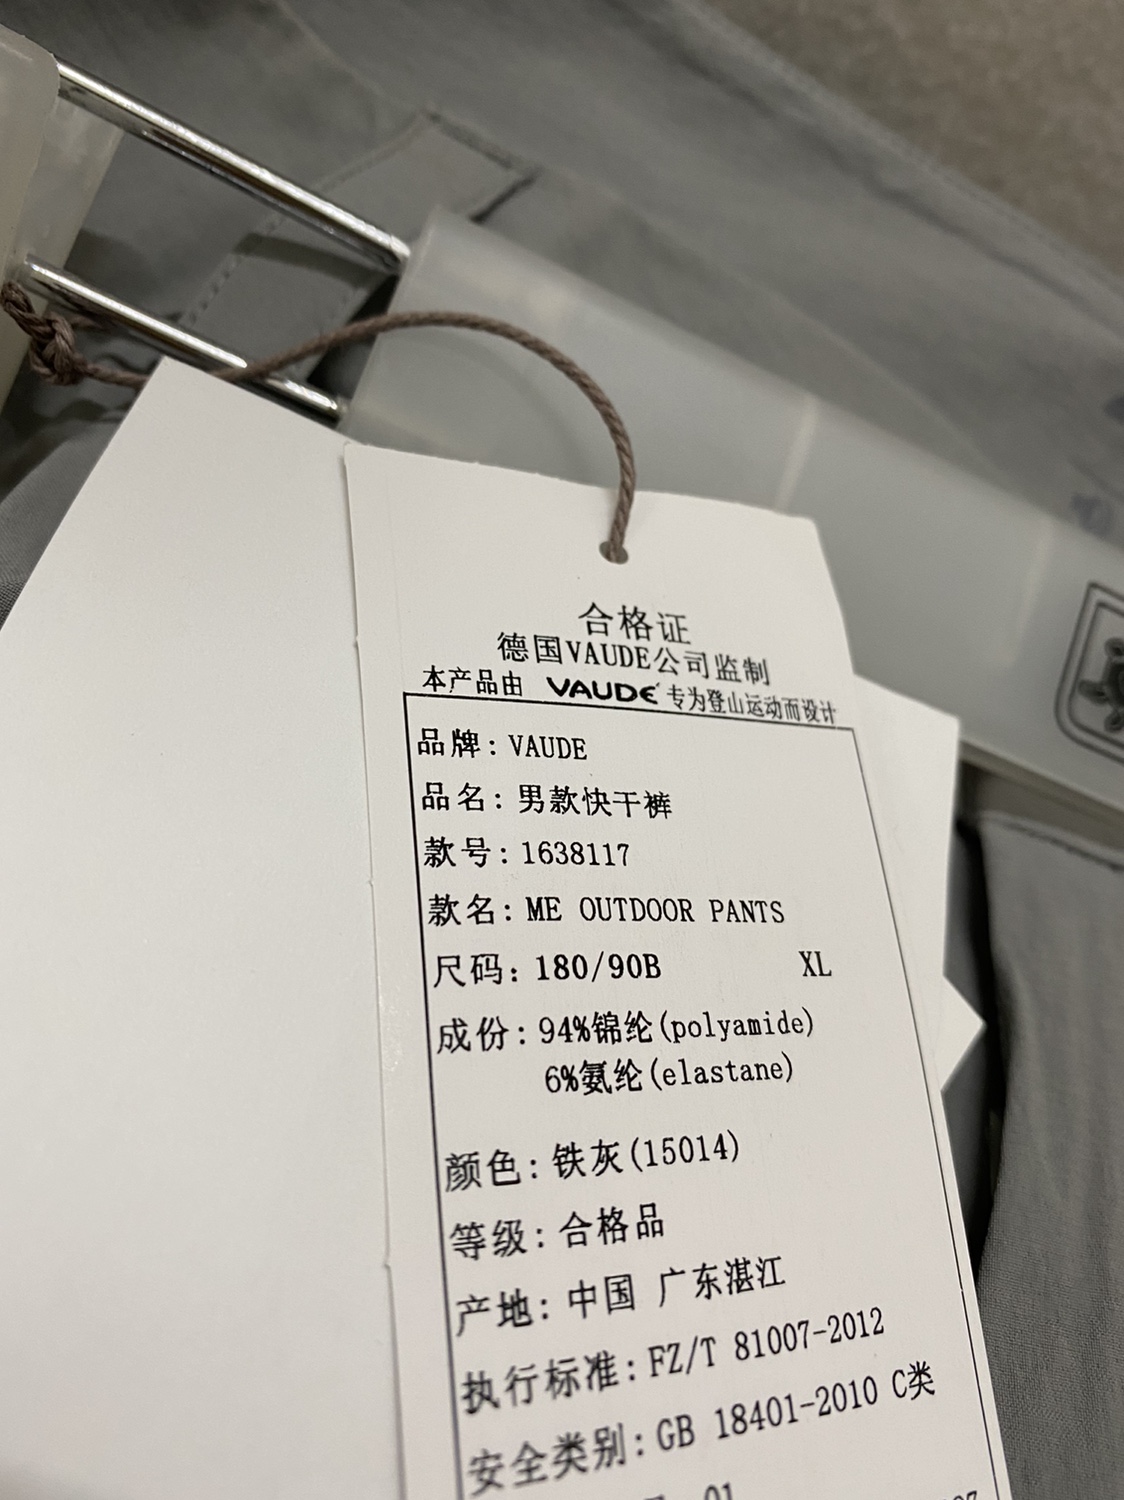 合格证
德国VAUDE公司监制
本产品由 VAUDE 专为登山运动而设计
品牌：VAUDE
品名：男款快干裤
款号：1638117
款名：ME OUTDOOR PANTS
尺码：180/90B XL
成份：94%锦纶(polyamide)
6%氨纶(elastane)
颜色：铁灰(15014)
等级：合格品
产地：中国 广东湛江
执行标准：FZ/T 81007-2012
安全类别：GB 18401-2010 C类